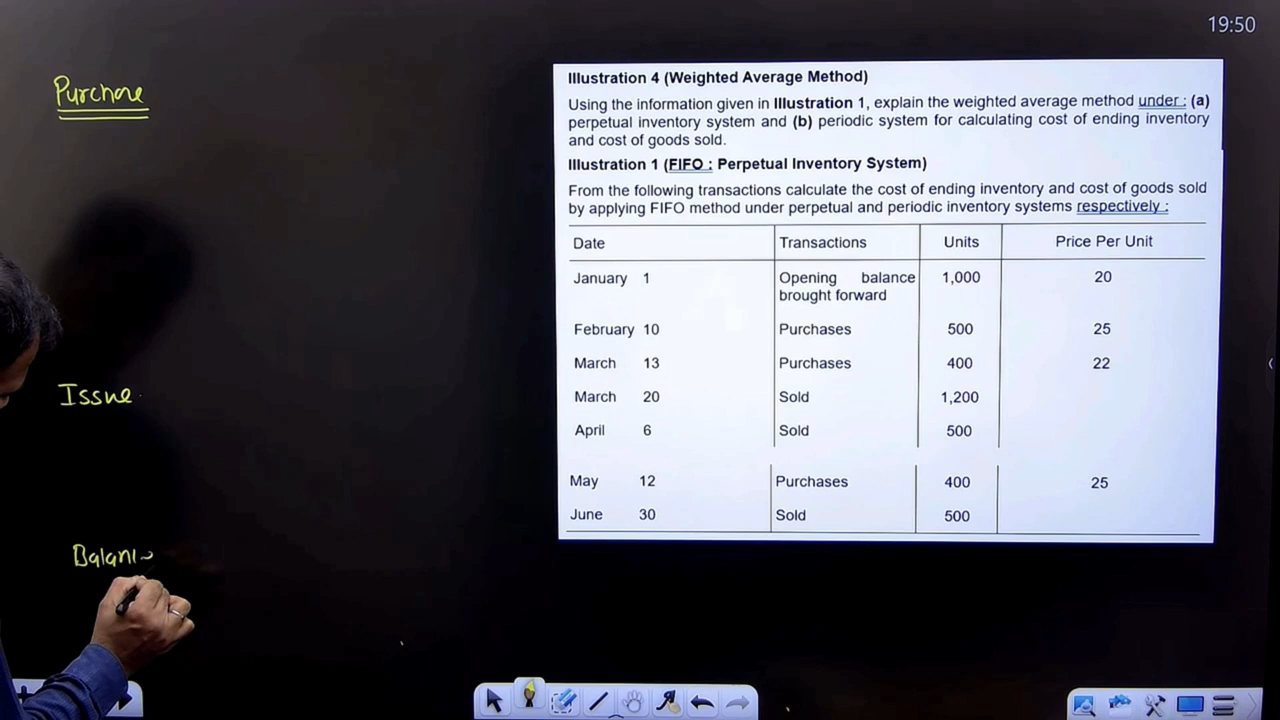 19:50
Purchase
Issue
Illustration 4 (Weighted Average Method)
Using the information given in Illustration 1, explain the weighted average method under : (a)
perpetual inventory system and (b) periodic system for calculating cost of ending inventory
and cost of goods sold.
Illustration 1 (FIFO : Perpetual Inventory System)
From the following transactions calculate the cost of ending inventory and cost of goods sold
by applying FIFO method under perpetual and periodic inventory systems respectively :
Date Transactions Units Price Per Unit
January 1 Opening balance brought forward 1,000 20
February 10 Purchases 500 25
March 13 Purchases 400 22
March 20 Sold 1,200
April 6 Sold 500
May 12 Purchases 400 25
June 30 Sold 500